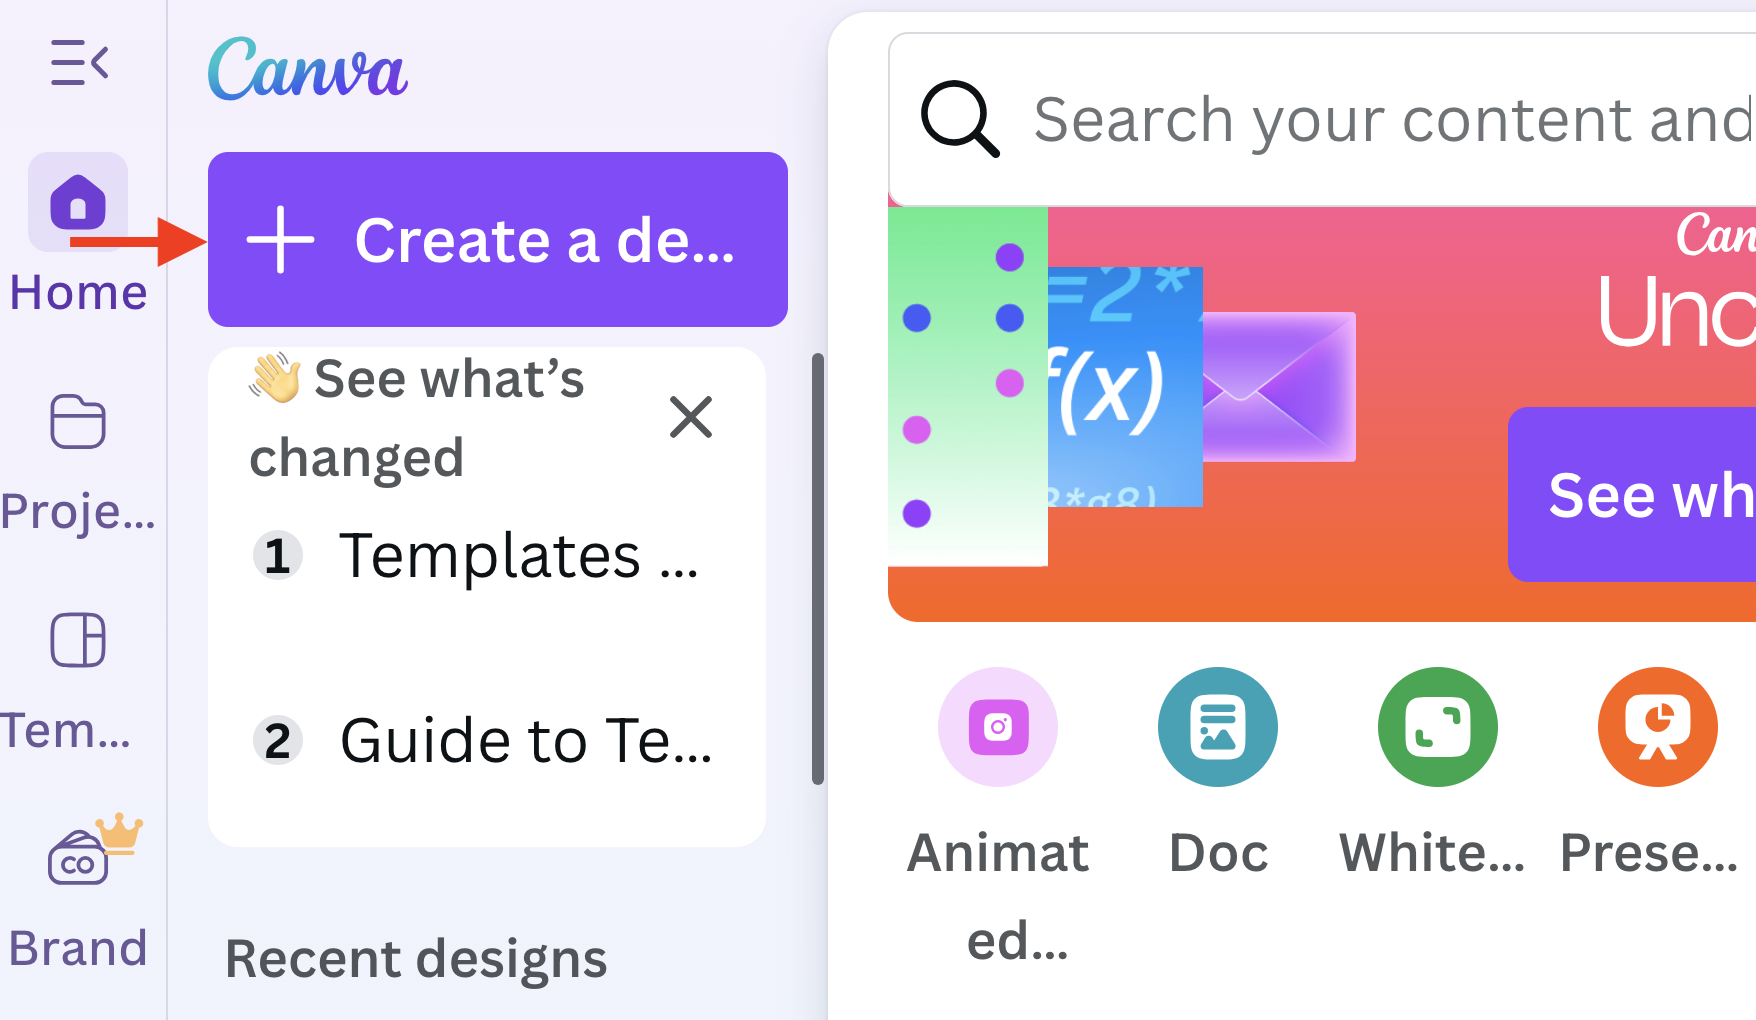 Canva
Search your content and
Create a de...
Home
👋 See what’s
changed
1 Templates ...
2 Guide to Te...
Proje...
Tem...
CO
Brand
Recent designs
Can
Unc
=2*
f(x)
See wh
Animat
ed...
Doc
White...
Prese...